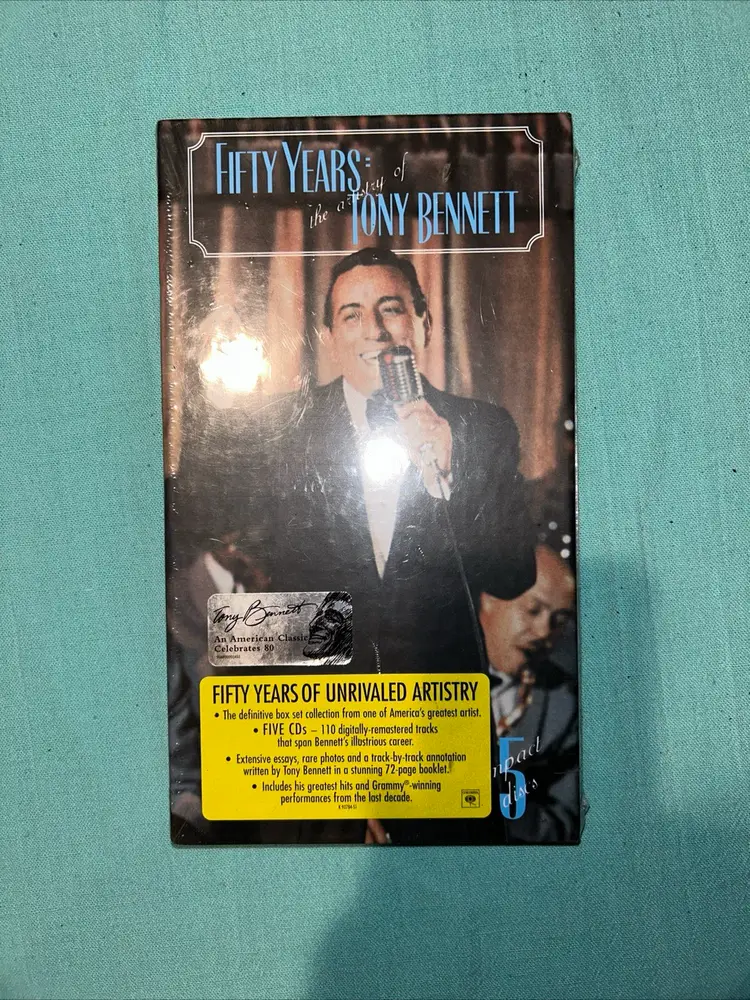 FIFTY YEARS:
the artistry of
TONY BENNETT
Tony Bennett
An American Classic
Celebrates 80
FIFTY YEARS OF UNRIVALED ARTISTRY
• The definitive box set collection from one of America's greatest artist.
• FIVE CDs – 110 digitally-remastered tracks
that span Bennett's illustrious career.
• Extensive essays, rare photos and a track-by-track annotation
written by Tony Bennett in a stunning 72-page booklet.
• Includes his greatest hits and Grammy®-winning
performances from the last decade.
5
mpact
discs